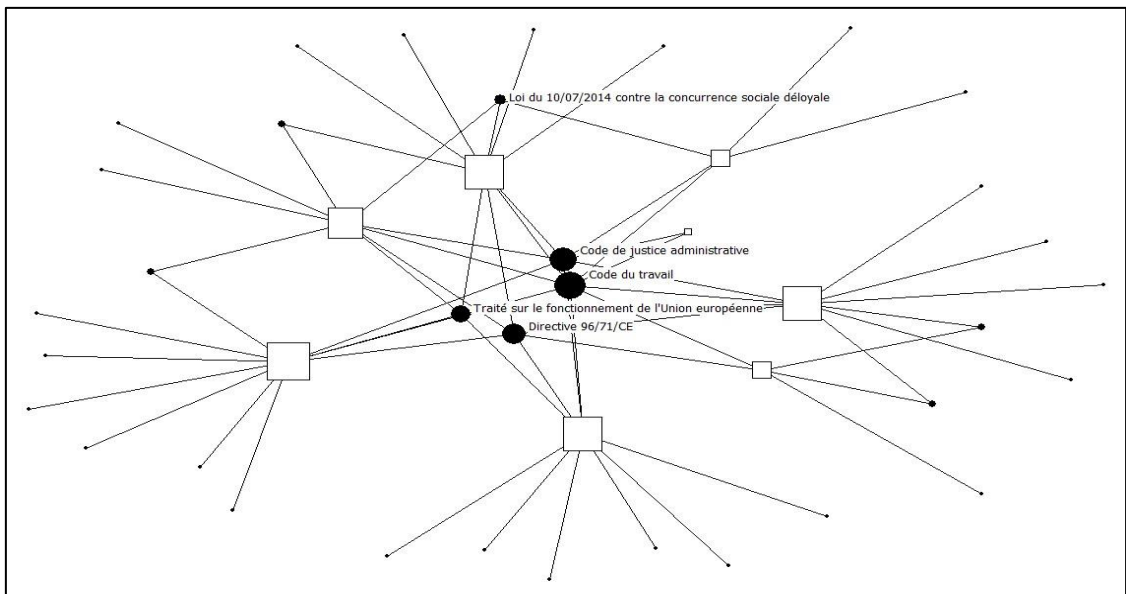 Loi du 10/07/2014 contre la concurrence sociale déloyale
Code de justice administrative
Code du travail
Traité sur le fonctionnement de l'Union européenne
Directive 96/71/CE